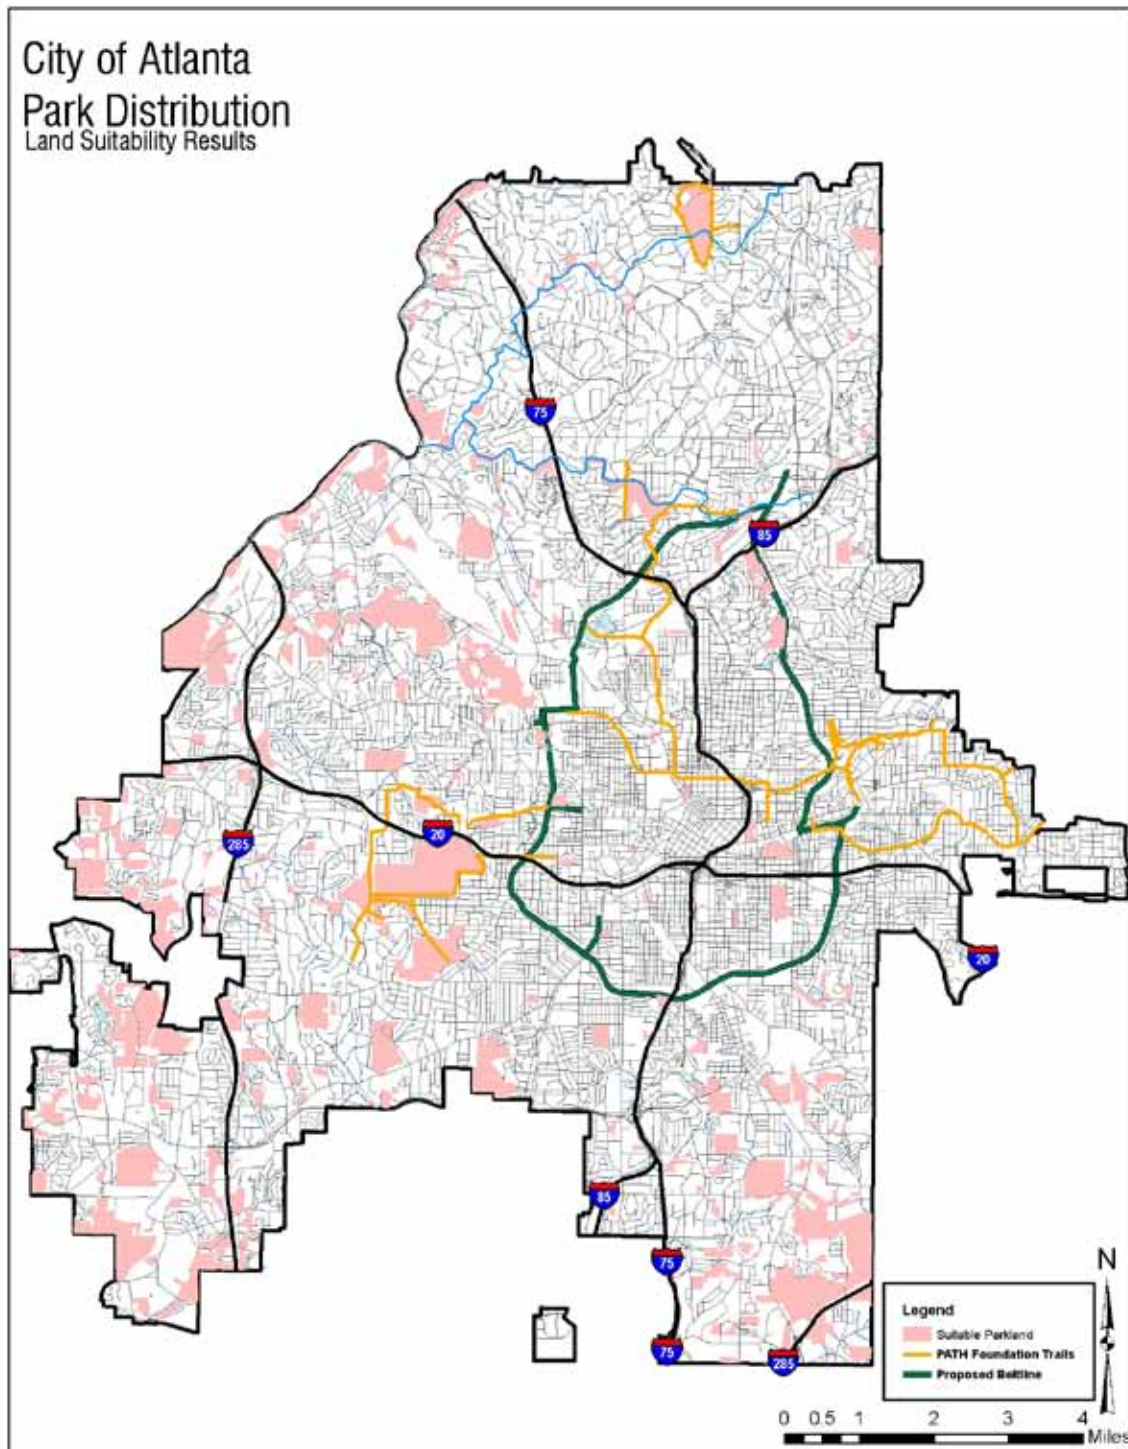 City of Atlanta
Park Distribution
Land Suitability Results
75
85
20
285
20
85
75
75
285
N
Legend
Suitable Parkland
PATH Foundation Trails
Proposed Beltline
0 0.5 1 2 3 4
Miles